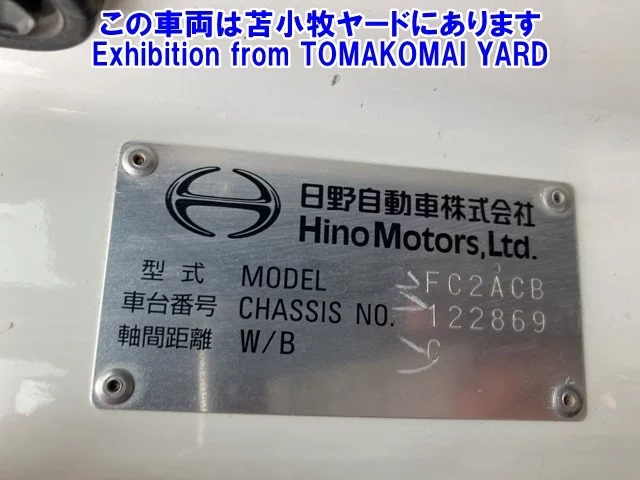 この車両は苫小牧ヤードにあります
Exhibition from TOMAKOMAI YARD
日野自動車株式会社
Hino Motors, Ltd.
型式 MODEL FC2ACB
車台番号 CHASSIS NO. 122869
軸間距離 W/B C